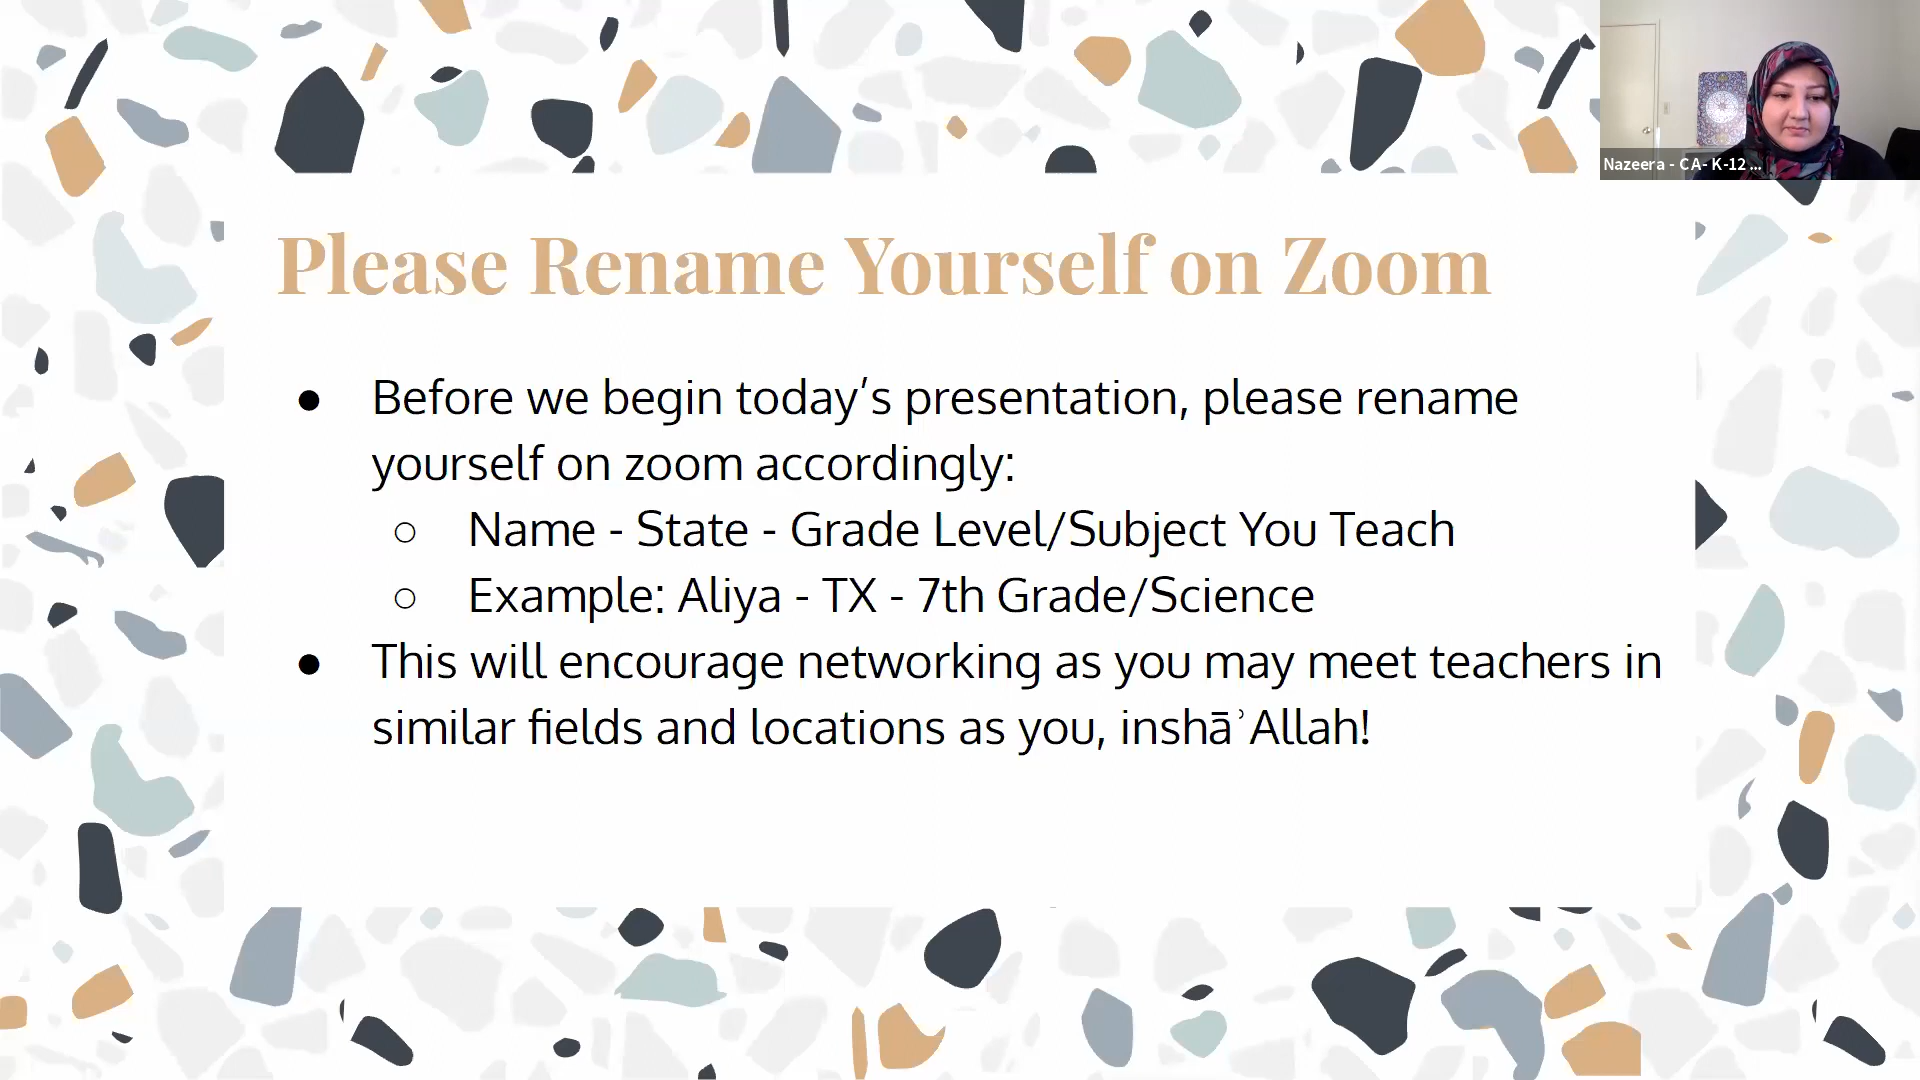 Nazeera - CA- K-12 ...
Please Rename Yourself on Zoom
● Before we begin today’s presentation, please rename
yourself on zoom accordingly:
○ Name - State - Grade Level/Subject You Teach
○ Example: Aliya - TX - 7th Grade/Science
● This will encourage networking as you may meet teachers in
similar fields and locations as you, inshāʾAllah!